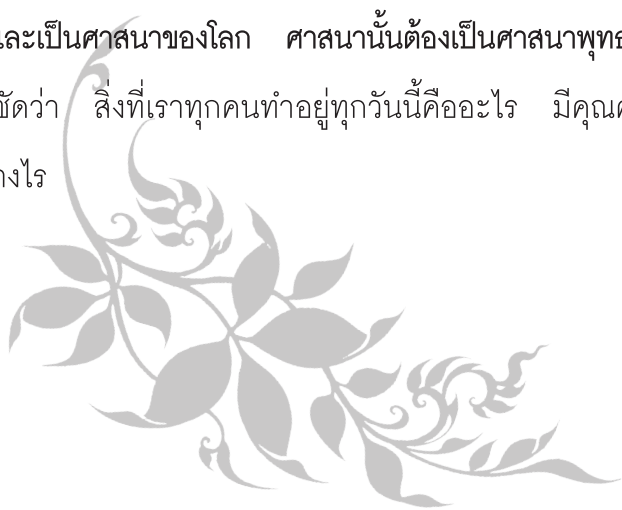 และเป็นศาสนาของโลก ศาสนานั้นต้องเป็นศาสนาพุทธ
ชัดว่า สิ่งที่เราทุกคนทำอยู่ทุกวันนี้คืออะไร มีคุณค
างไร